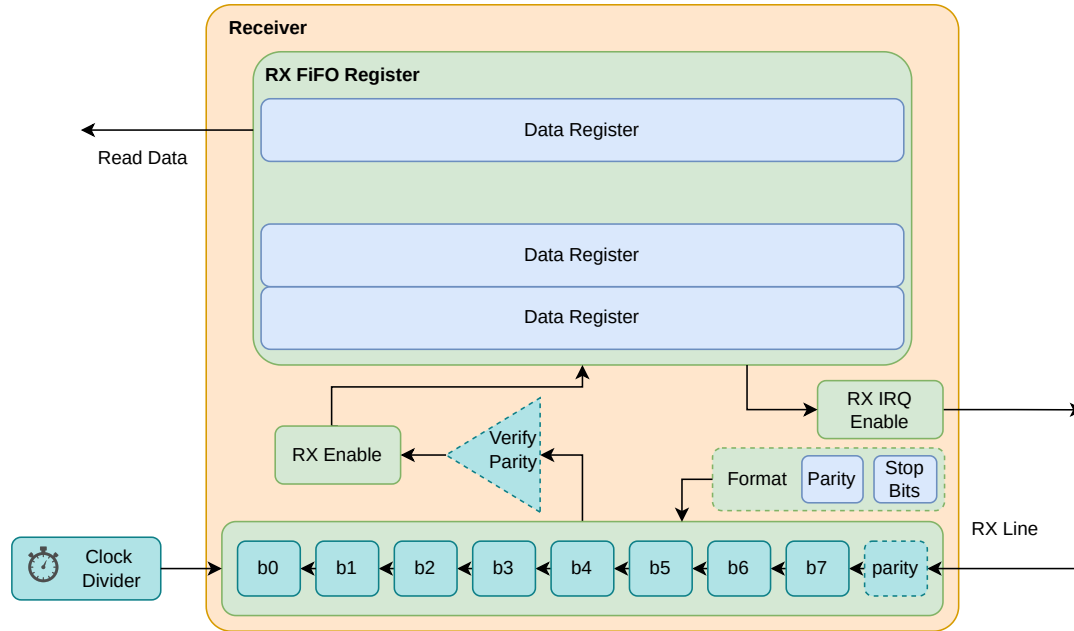 Receiver
RX FiFO Register
Data Register
Read Data
Data Register
Data Register
RX IRQ
Enable
Verify
Parity
RX Enable
Format
Parity
Stop
Bits
RX Line
Clock
Divider
b0
b1
b2
b3
b4
b5
b6
b7
parity